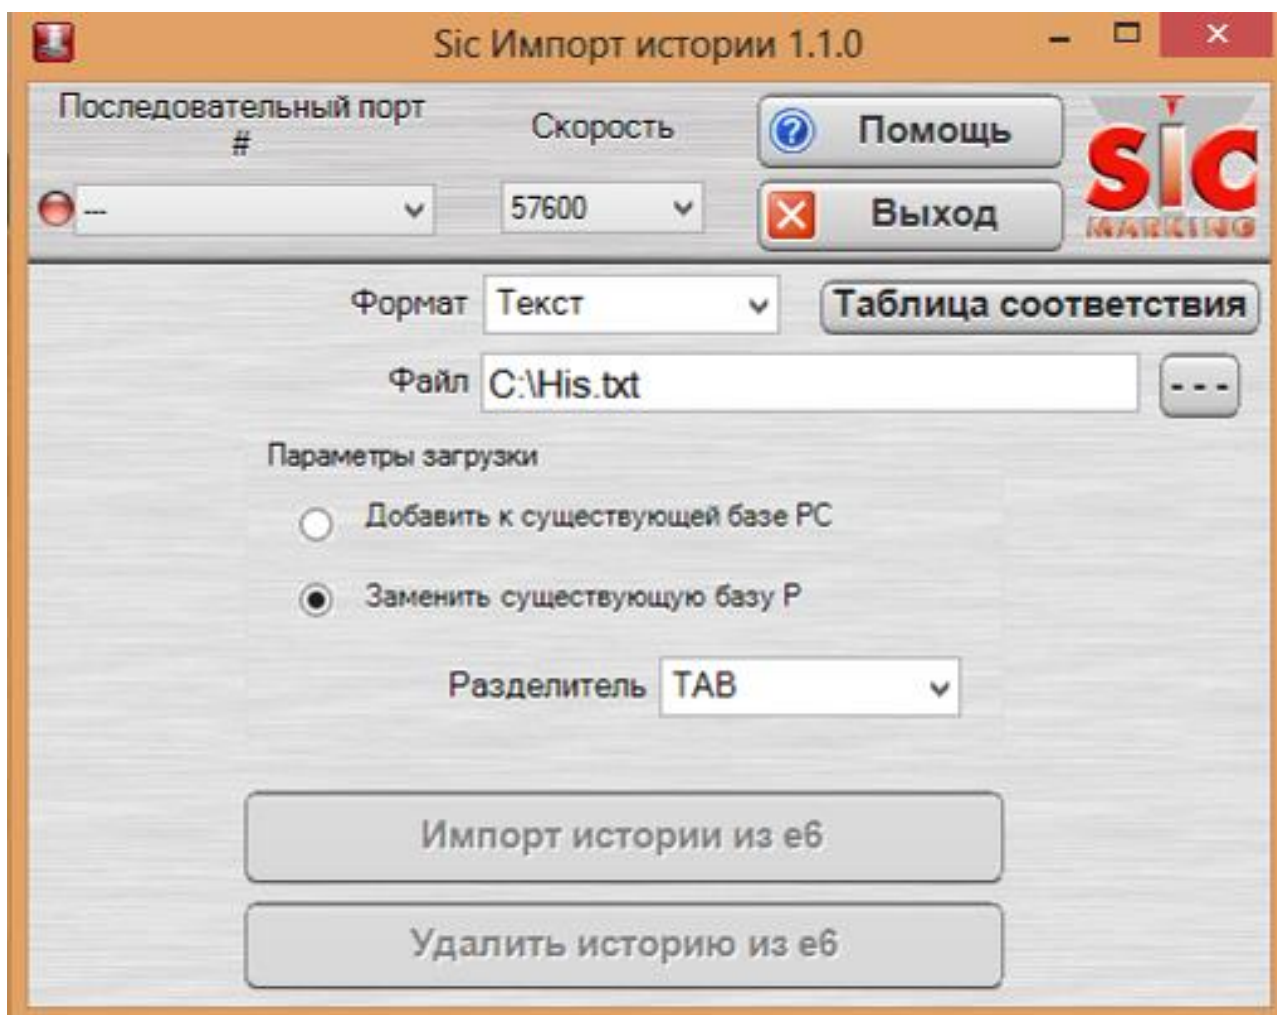 Sic Импорт истории 1.1.0
Последовательный порт
#
Скорость
Помощь
---
57600
Выход
SIC
MARKING
Формат
Текст
Таблица соответствия
Файл
C:\His.txt
- - -
Параметры загрузки
Добавить к существующей базе PC
Заменить существующую базу P
Разделитель
TAB
Импорт истории из e6
Удалить историю из e6